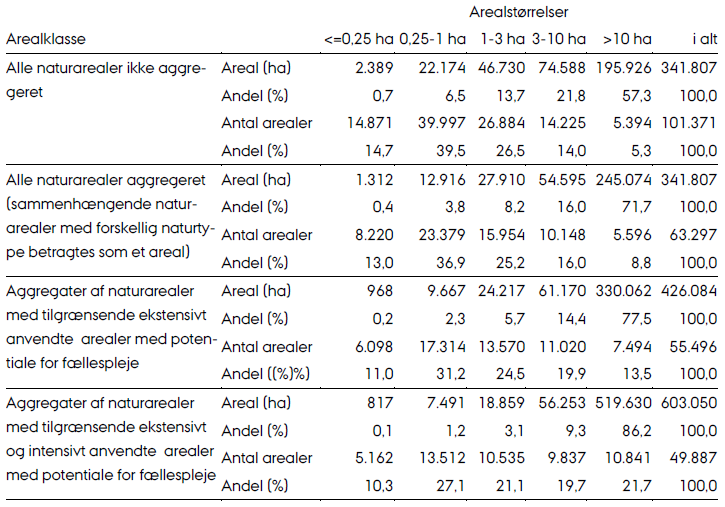 Arealstørrelser
Arealklasse <=0,25 ha 0,25-1 ha 1-3 ha 3-10 ha >10 ha i alt
Alle naturarealer ikke aggre- Areal (ha) 2.389 22.174 46.730 74.588 195.926 341.807
geret Andel (%) 0,7 6,5 13,7 21,8 57,3 100,0
Antal arealer 14.871 39.997 26.884 14.225 5.394 101.371
Andel (%) 14,7 39,5 26,5 14,0 5,3 100,0
Alle naturarealer aggregeret Areal (ha) 1.312 12.916 27.910 54.595 245.074 341.807
(sammenhængende natur- Andel (%) 0,4 3,8 8,2 16,0 71,7 100,0
arealer med forskellig naturty- Antal arealer 8.220 23.379 15.954 10.148 5.596 63.297
pe betragtes som et areal) Andel (%) 13,0 36,9 25,2 16,0 8,8 100,0
Aggregater af naturarealer Areal (ha) 968 9.667 24.217 61.170 330.062 426.084
med tilgrænsende ekstensivt Andel (%) 0,2 2,3 5,7 14,4 77,5 100,0
anvendte arealer med poten- Antal arealer 6.098 17.314 13.570 11.020 7.494 55.496
tiale for fællespleje Andel ((%)%) 11,0 31,2 24,5 19,9 13,5 100,0
Aggregater af naturarealer Areal (ha) 817 7.491 18.859 56.253 519.630 603.050
med tilgrænsende ekstensivt Andel (%) 0,1 1,2 3,1 9,3 86,2 100,0
og intensivt anvendte arealer Antal arealer 5.162 13.512 10.535 9.837 10.841 49.887
med potentiale for fællespleje Andel (%) 10,3 27,1 21,1 19,7 21,7 100,0